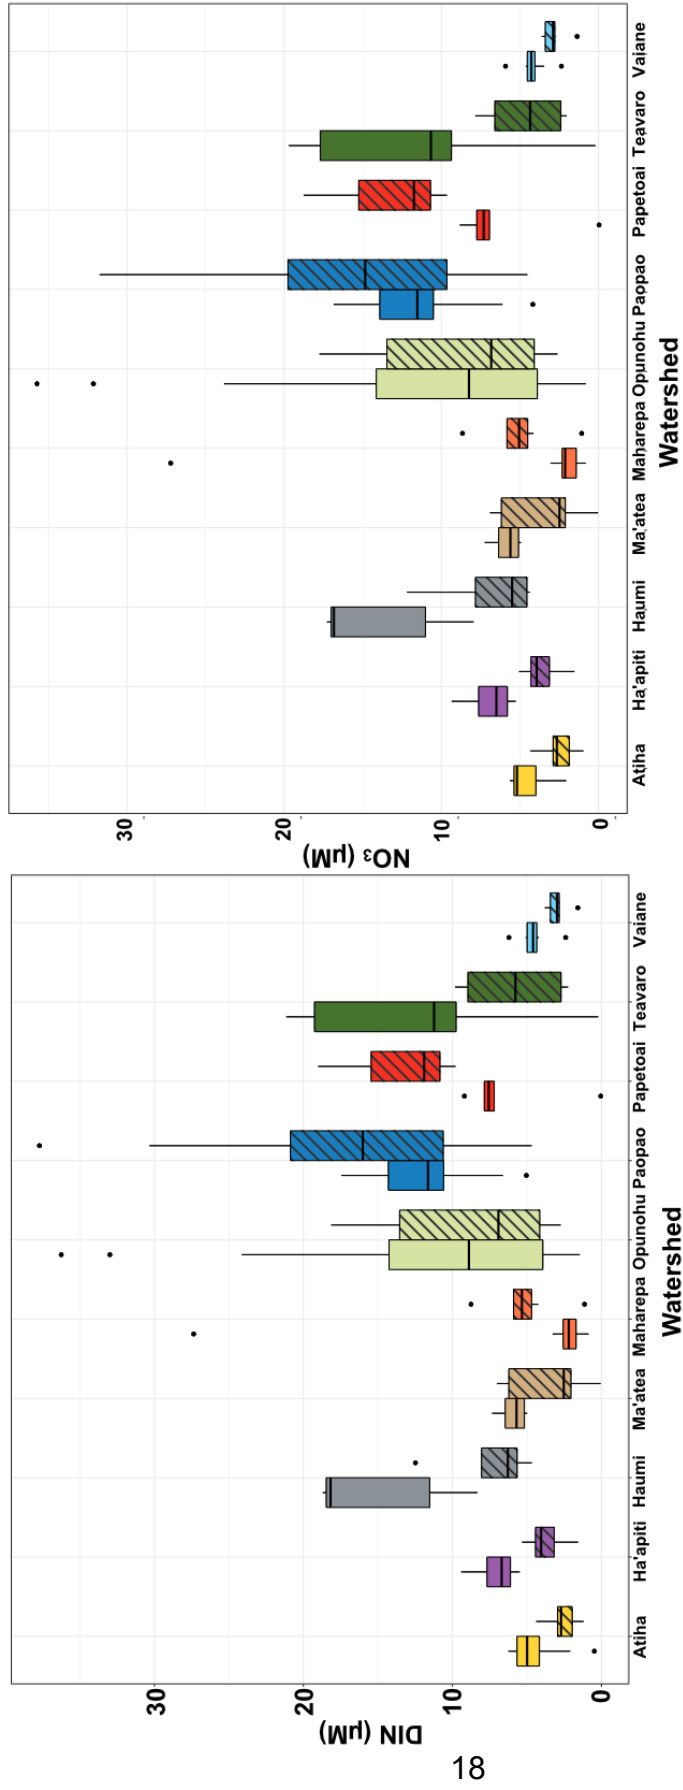 DIN (µM)
30
20
10
0
Atiha
Ha'apiti
Haumi
Ma'atea
Maharepa
Opunohu
Paopao
Papetoai
Teavaro
Vaiane
Watershed
NO₃ (µM)
30
20
10
0
Atiha
Ha'apiti
Haumi
Ma'atea
Maharepa
Opunohu
Paopao
Papetoai
Teavaro
Vaiane
Watershed
18